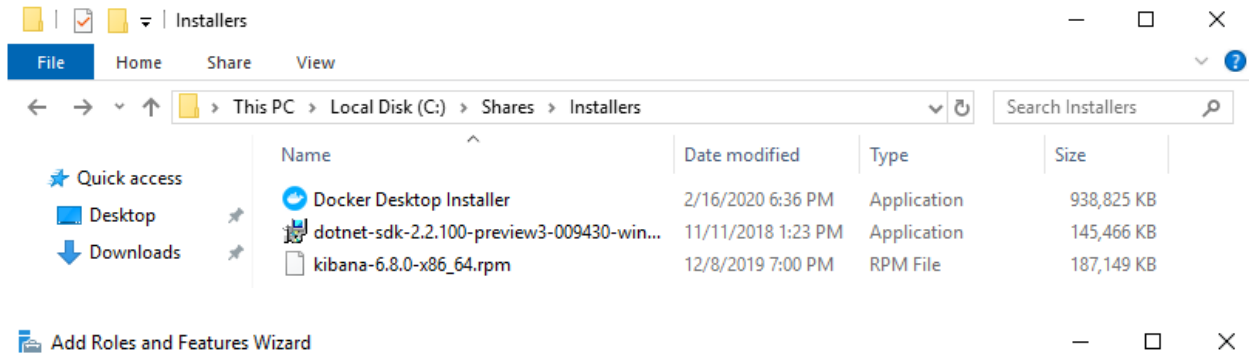 Installers
File Home Share View
This PC > Local Disk (C:) > Shares > Installers Search Installers
Name Date modified Type Size
Quick access
Desktop
Downloads
Docker Desktop Installer 2/16/2020 6:36 PM Application 938,825 KB
dotnet-sdk-2.2.100-preview3-009430-win... 11/11/2018 1:23 PM Application 145,466 KB
kibana-6.8.0-x86_64.rpm 12/8/2019 7:00 PM RPM File 187,149 KB
Add Roles and Features Wizard